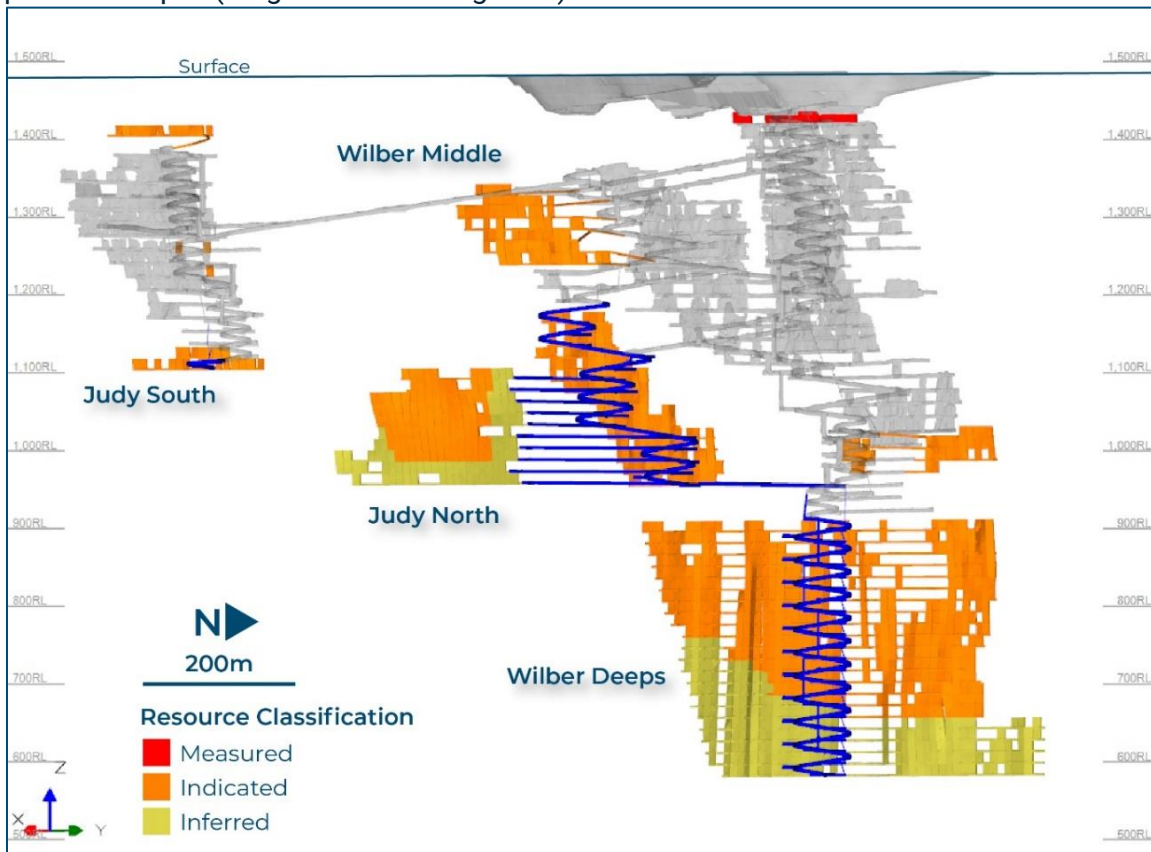 1,500RL 1,500RL
Surface
1,400RL 1,400RL
Wilber Middle
1,300RL 1,300RL
1,200RL 1,200RL
1,100RL 1,100RL
Judy South
1,000RL 1,000RL
Judy North
900RL 900RL
800RL 800RL
N
200m
700RL 700RL
Wilber Deeps
Resource Classification
Measured
600RL 600RL
Indicated
Inferred
Z
X Y
500RL 500RL